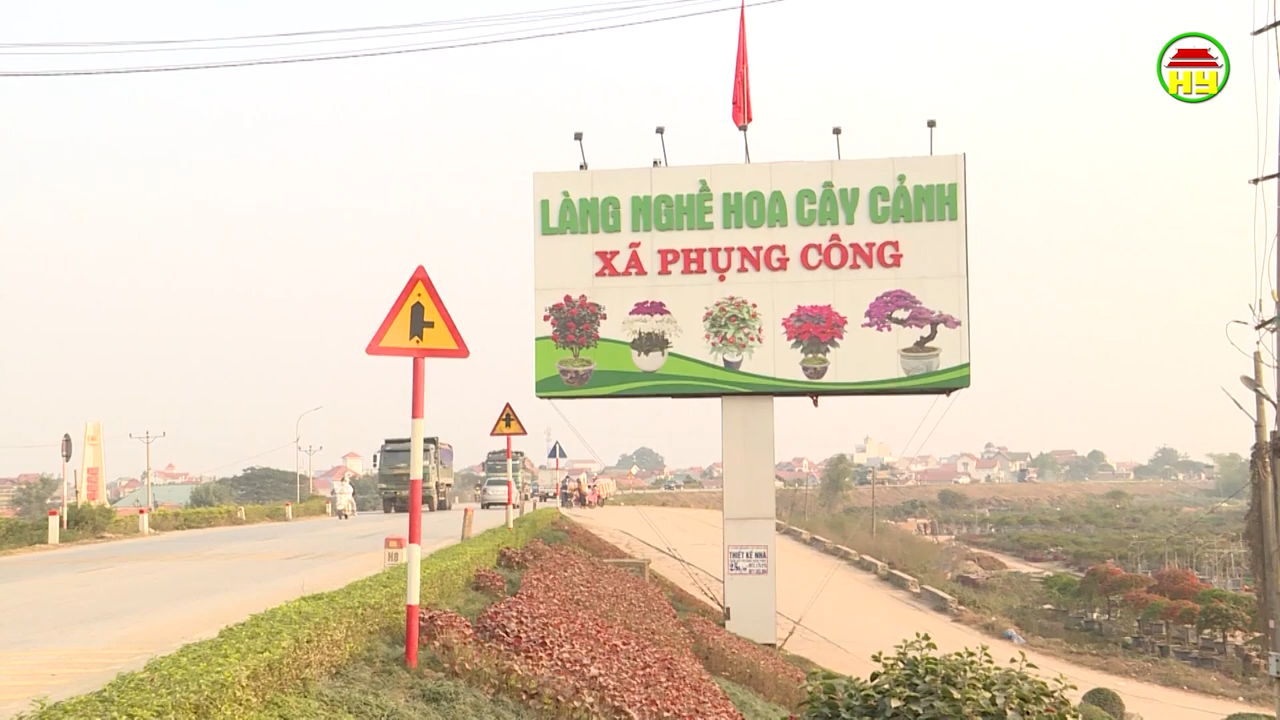 HY
LÀNG NGHỀ HOA CÂY CẢNH
XÃ PHỤNG CÔNG
THIẾT KẾ NHÀ
H8